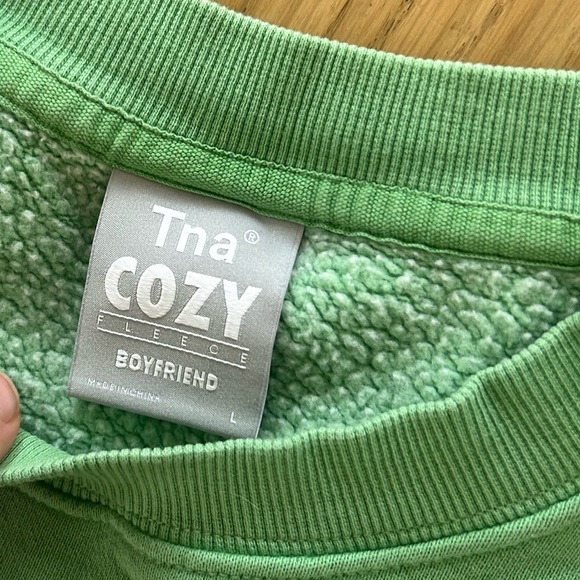 Tna®
COZY
FLEECE
BOYFRIEND
MADE IN CHINA
L